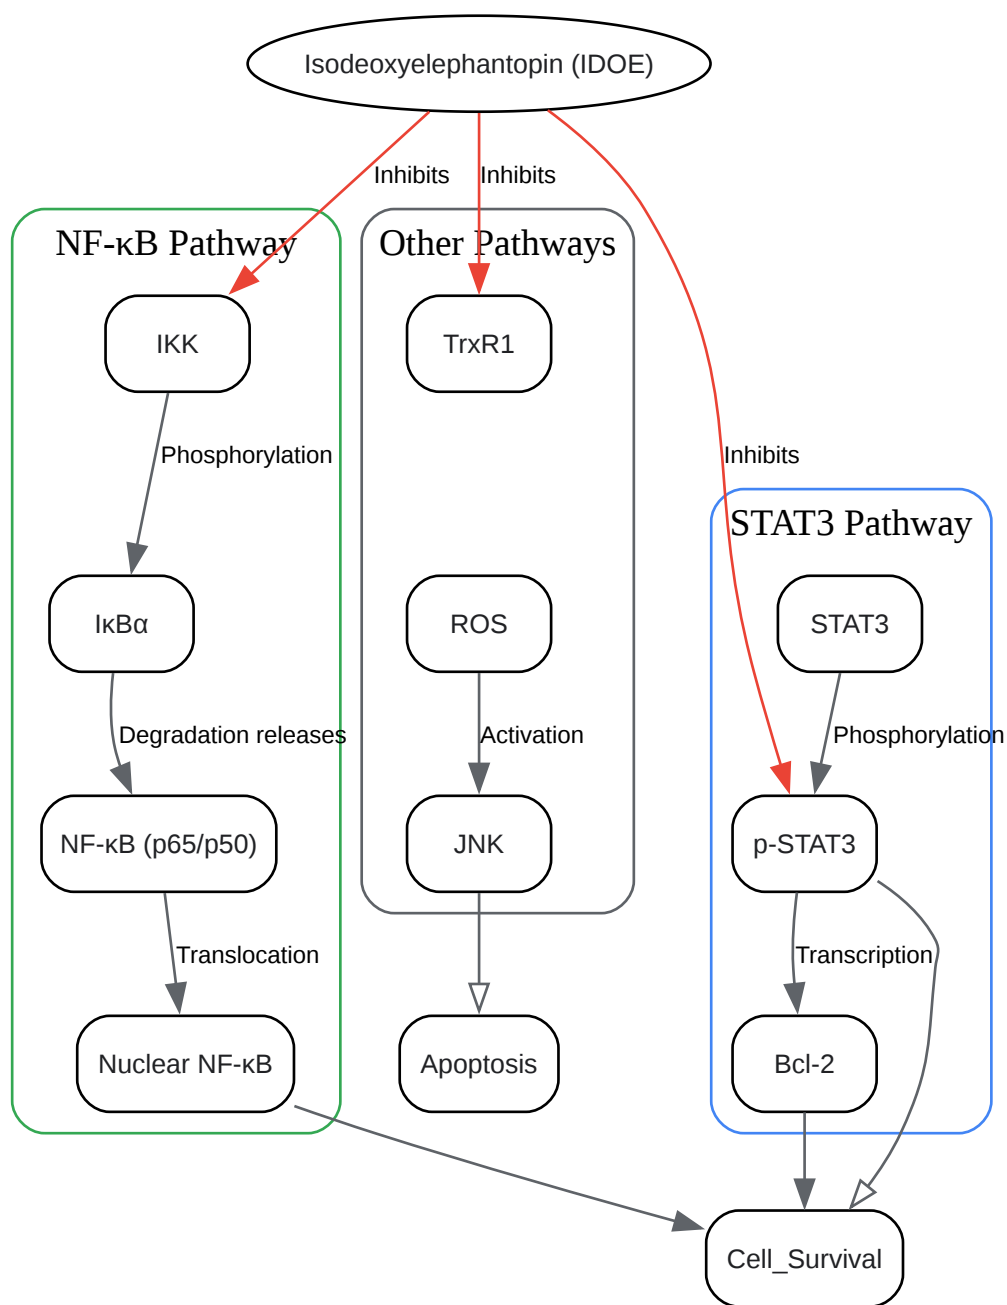 Isodeoxyelephantopin (IDOE)
Inhibits
Inhibits
NF-κB Pathway
Other Pathways
IKK
TrxR1
Phosphorylation
Inhibits
STAT3 Pathway
IκBα
ROS
STAT3
Degradation releases
Activation
Phosphorylation
NF-κB (p65/p50)
JNK
p-STAT3
Translocation
Transcription
Nuclear NF-κB
Apoptosis
Bcl-2
Cell_Survival